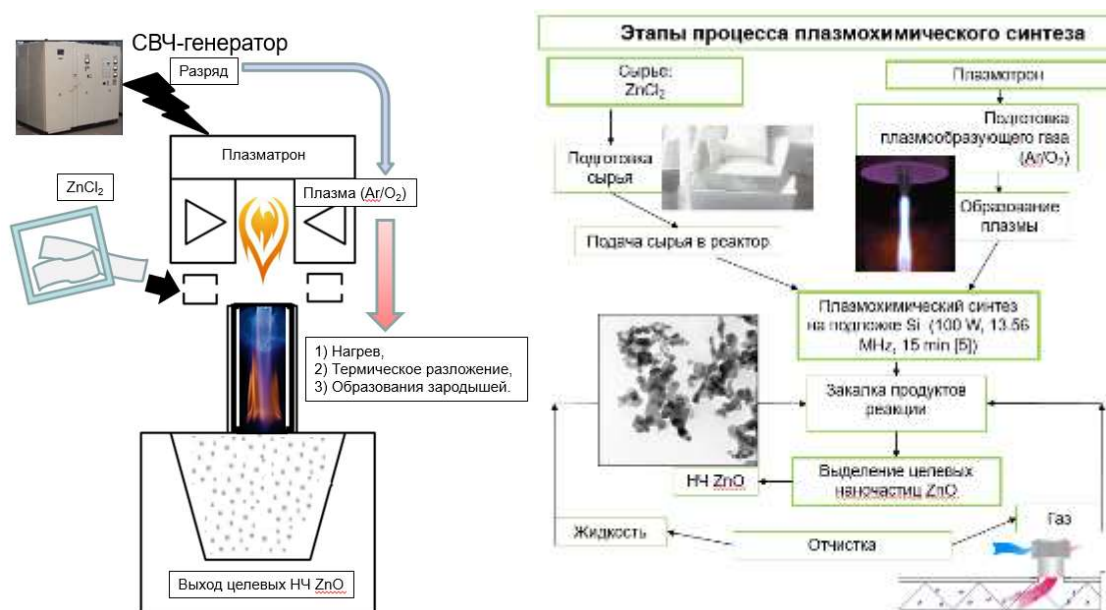 СВЧ-генератор
Разряд
Плазматрон
ZnCl2
Плазма (Ar/O2)
1) Нагрев,
2) Термическое разложение,
3) Образования зародышей.
Выход целевых НЧ ZnO
Этапы процесса плазмохимического синтеза
Сырье:
ZnCl2
Плазмотрон
Подготовка
сырья
Подготовка
плазмообразующего газа
(Ar/O2)
Образование
плазмы
Подача сырья в реактор
Плазмохимический синтез
на подложке Si (100 W, 13.56
MHz, 15 min [5])
Закалка продуктов
реакции
Выделение целевых
наночастиц ZnO
НЧ ZnO
Жидкость
Отчистка
Газ